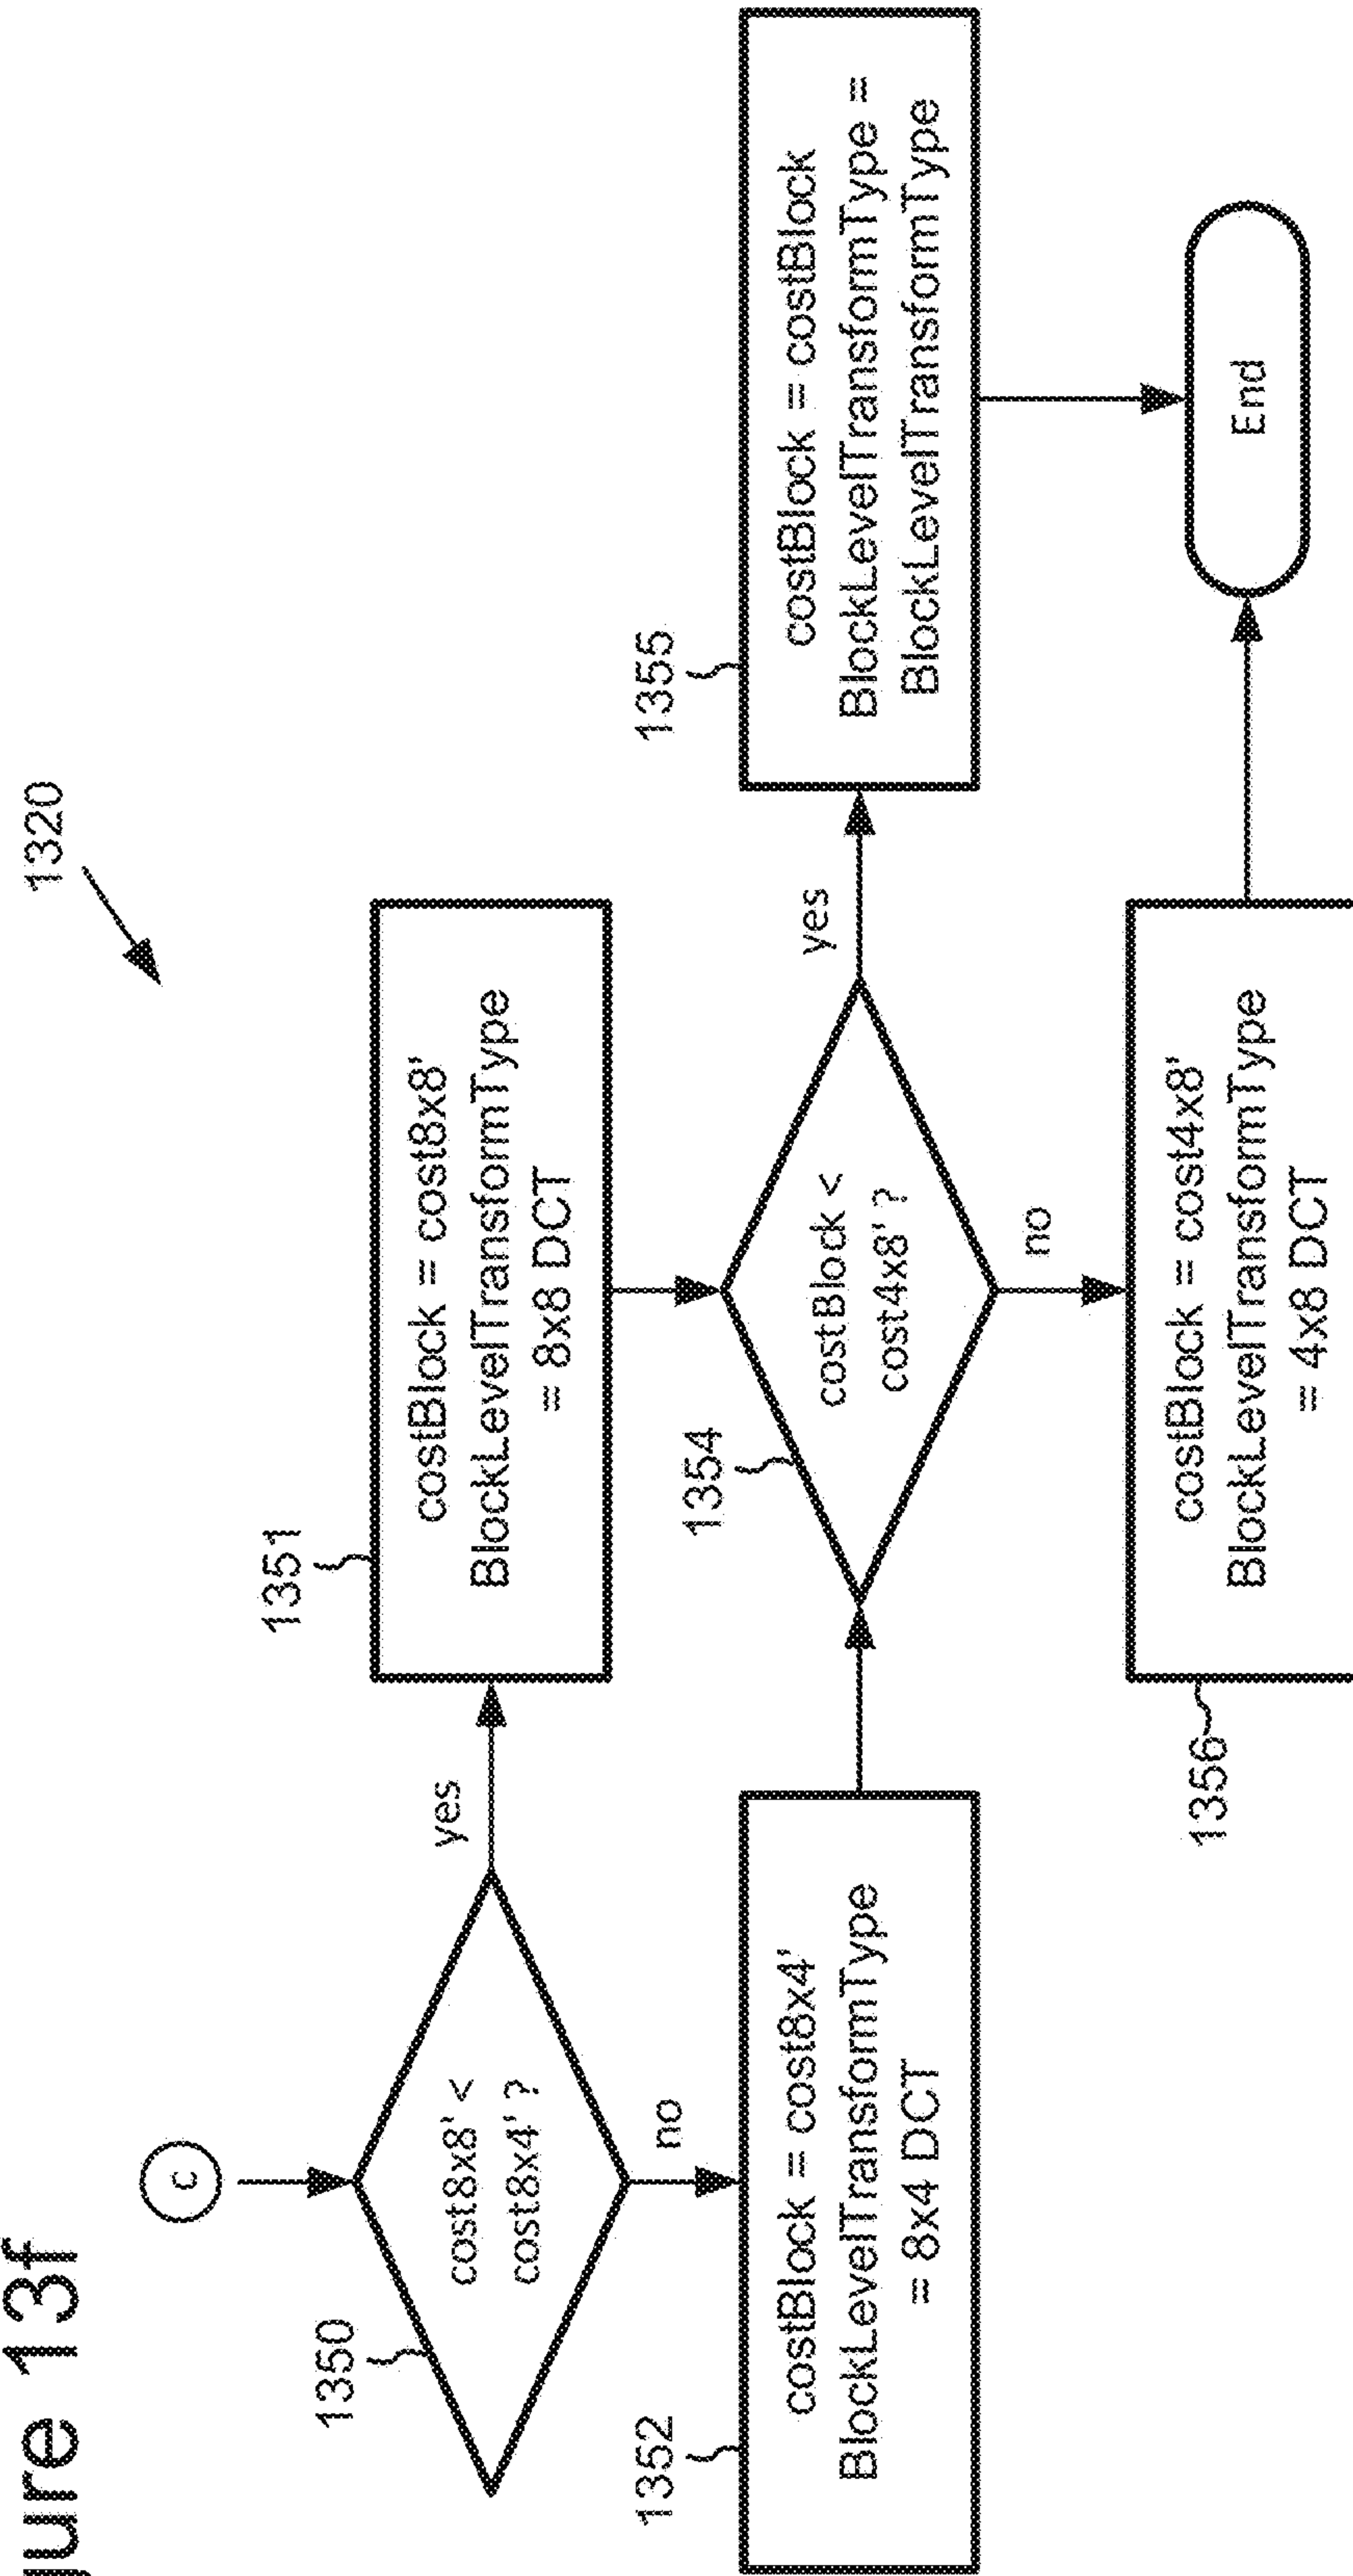 gure 13f
1320
c
1350
cost8x8' <
cost8x4' ?
yes
no
1351
costBlock = cost8x8'
BlockLevelTransformType
= 8x8 DCT
1352
costBlock = cost8x4'
BlockLevelTransformType
= 8x4 DCT
1354
costBlock <
cost4x8' ?
yes
no
1355
costBlock = costBlock
BlockLevelTransformType =
BlockLevelTransformType
1356
costBlock = cost4x8'
BlockLevelTransformType
= 4x8 DCT
End